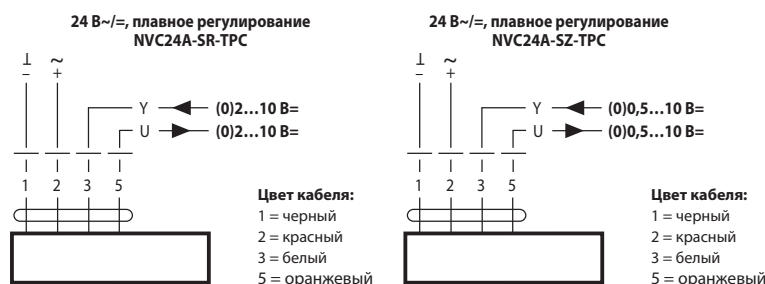 24 В~/=, плавное регулирование
NVC24A-SR-TPC
⊥ ~
– +
Y (0)2…10 В=
U (0)2…10 В=
1 2 3 5
Цвет кабеля:
1 = черный
2 = красный
3 = белый
5 = оранжевый
24 В~/=, плавное регулирование
NVC24A-SZ-TPC
⊥ ~
– +
Y (0)0,5…10 В=
U (0)0,5…10 В=
1 2 3 5
Цвет кабеля:
1 = черный
2 = красный
3 = белый
5 = оранжевый